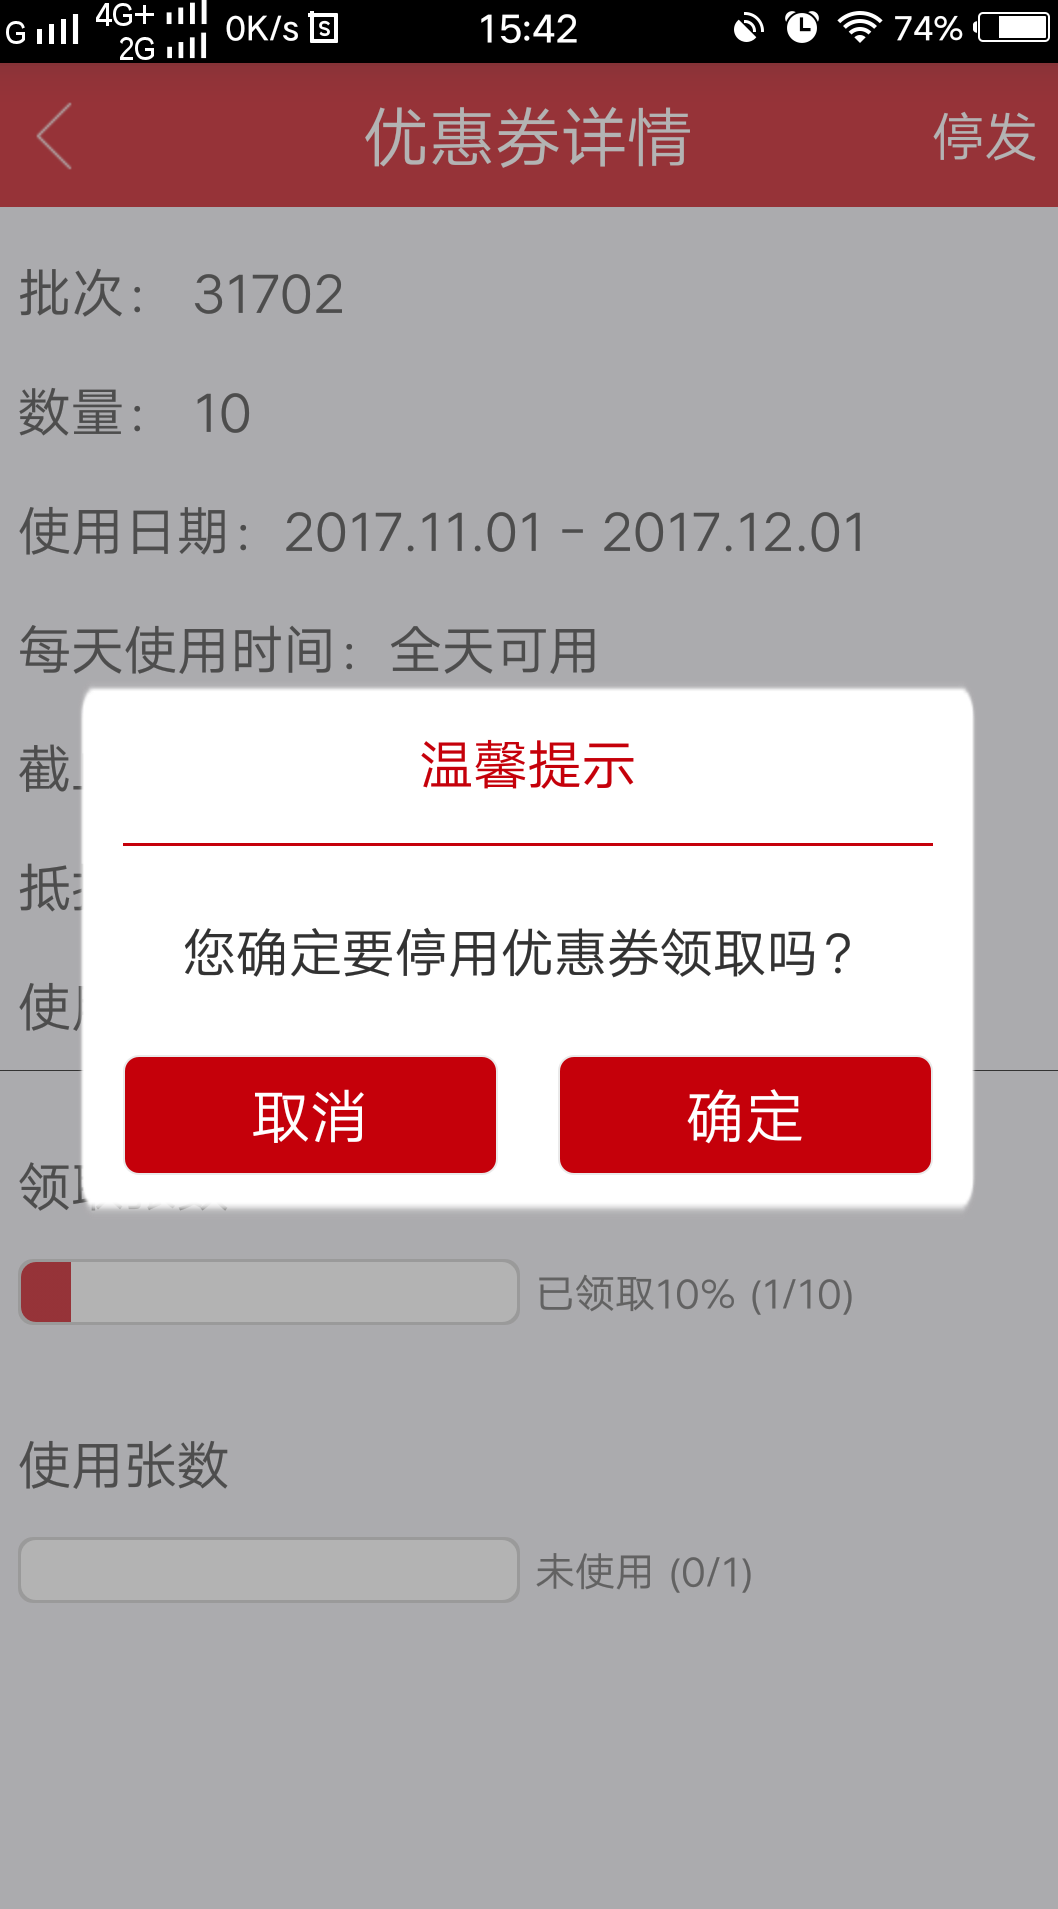 G 4G+ 2G 0K/s 15:42 74%
优惠券详情 停发
批次： 31702
数量： 10
使用日期：2017.11.01 - 2017.12.01
每天使用时间：全天可用
截
抵
使
温馨提示
您确定要停用优惠券领取吗？
取消 确定
领
已领取10% (1/10)
使用张数
未使用 (0/1)